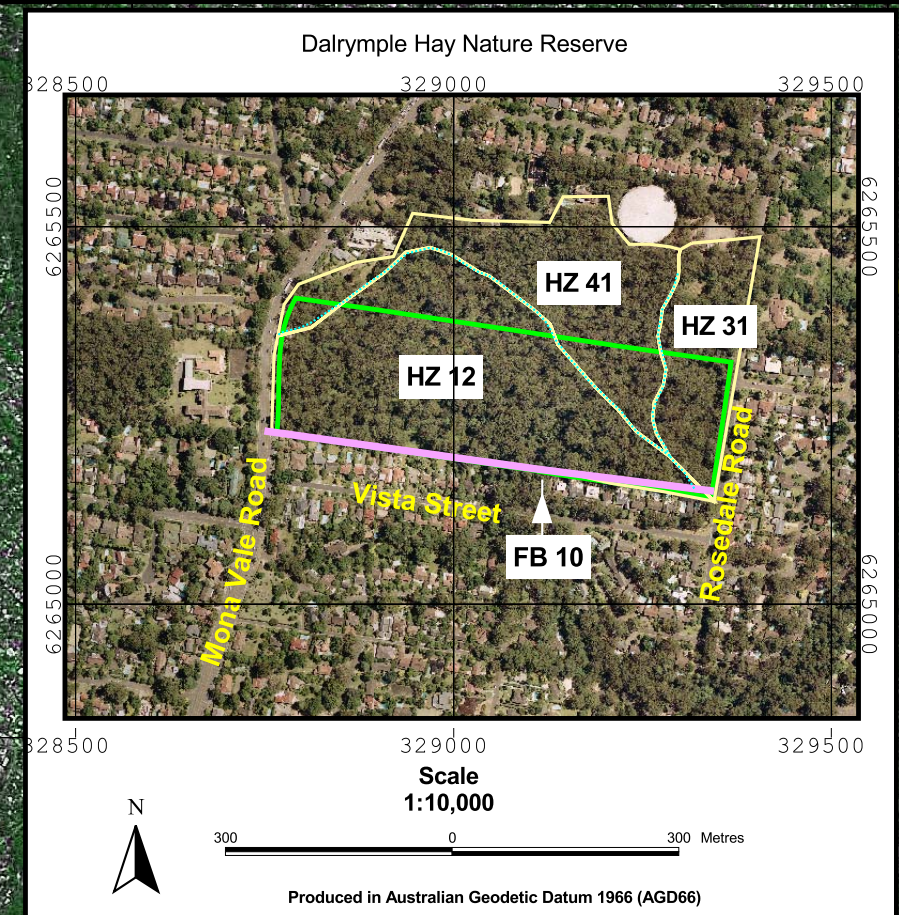 Dalrymple Hay Nature Reserve
328500 329000 329500
6265500 6265500
HZ 41
HZ 31
HZ 12
Vista Street
FB 10
Mona Vale Road
Rosedale Road
6265000 6265000
328500 329000 329500
Scale
1:10,000
N
300 0 300 Metres
Produced in Australian Geodetic Datum 1966 (AGD66)